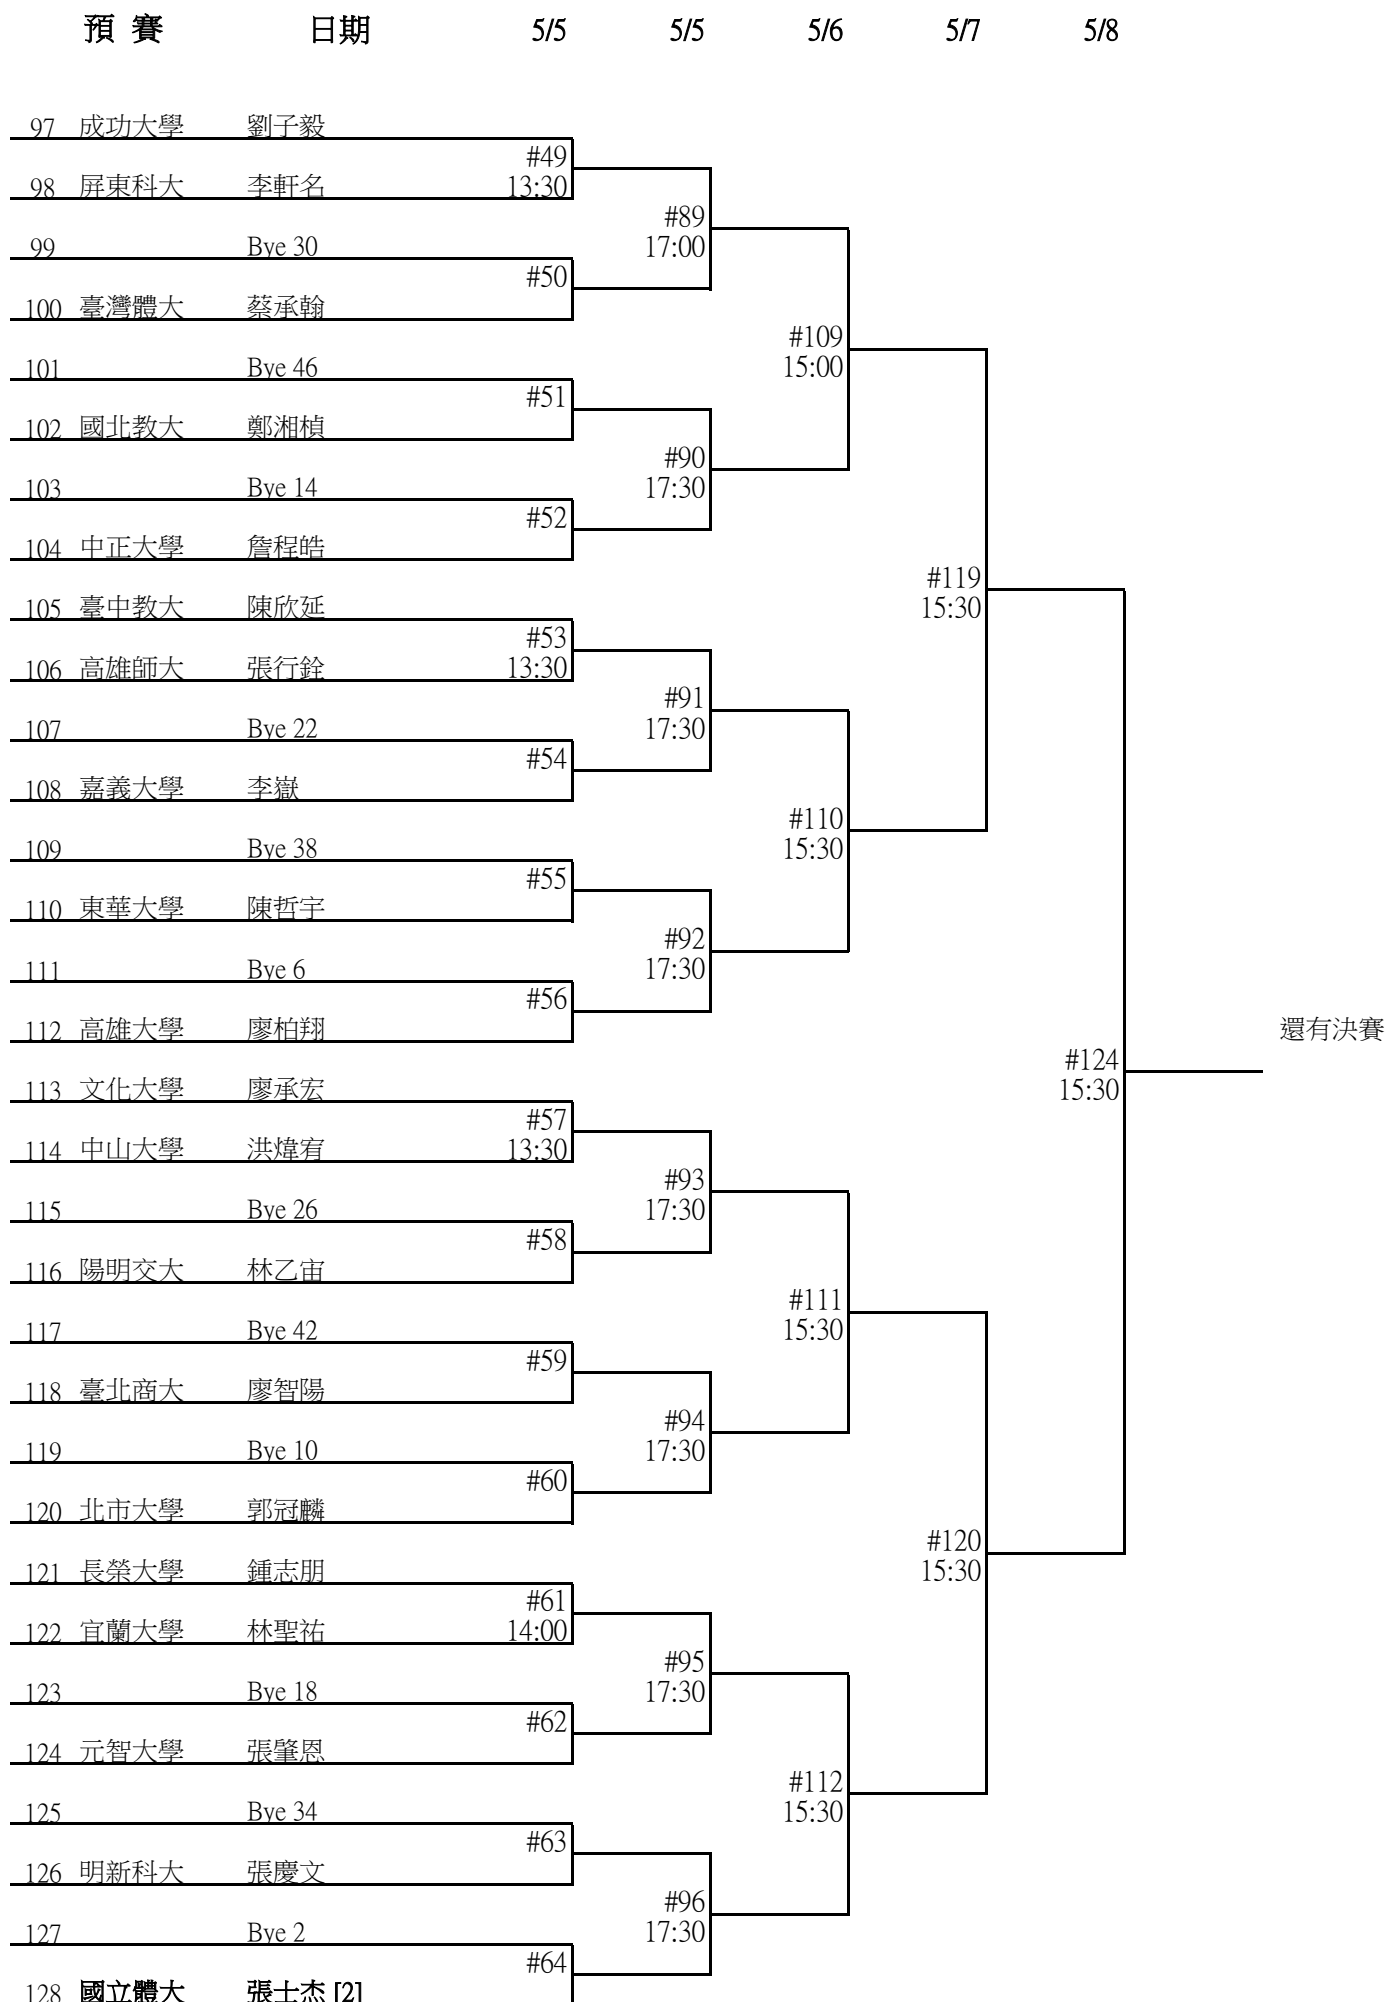 預 賽 日期 5/5 5/5 5/6 5/7 5/8
97 成功大學 劉子毅
#49
98 屏東科大 李軒名 13:30
#89
99 Bye 30 17:00
#50
100 臺灣體大 蔡承翰
#109
101 Bye 46 15:00
#51
102 國北教大 鄭湘楨
#90
103 Bye 14 17:30
#52
104 中正大學 詹程皓
#119
105 臺中教大 陳欣延 15:30
#53
106 高雄師大 張行銓 13:30
#91
107 Bye 22 17:30
#54
108 嘉義大學 李嶽
#110
109 Bye 38 15:30
#55
110 東華大學 陳哲宇
#92
111 Bye 6 17:30
#56
112 高雄大學 廖柏翔 還有決賽
#124
113 文化大學 廖承宏 15:30
#57
114 中山大學 洪煒宥 13:30
#93
115 Bye 26 17:30
#58
116 陽明交大 林乙宙
#111
117 Bye 42 15:30
#59
118 臺北商大 廖智陽
#94
119 Bye 10 17:30
#60
120 北市大學 郭冠麟
#120
121 長榮大學 鍾志朋 15:30
#61
122 宜蘭大學 林聖祐 14:00
#95
123 Bye 18 17:30
#62
124 元智大學 張肇恩
#112
125 Bye 34 15:30
#63
126 明新科大 張慶文
#96
127 Bye 2 17:30
#64
128 國立體大 張士杰 [2]